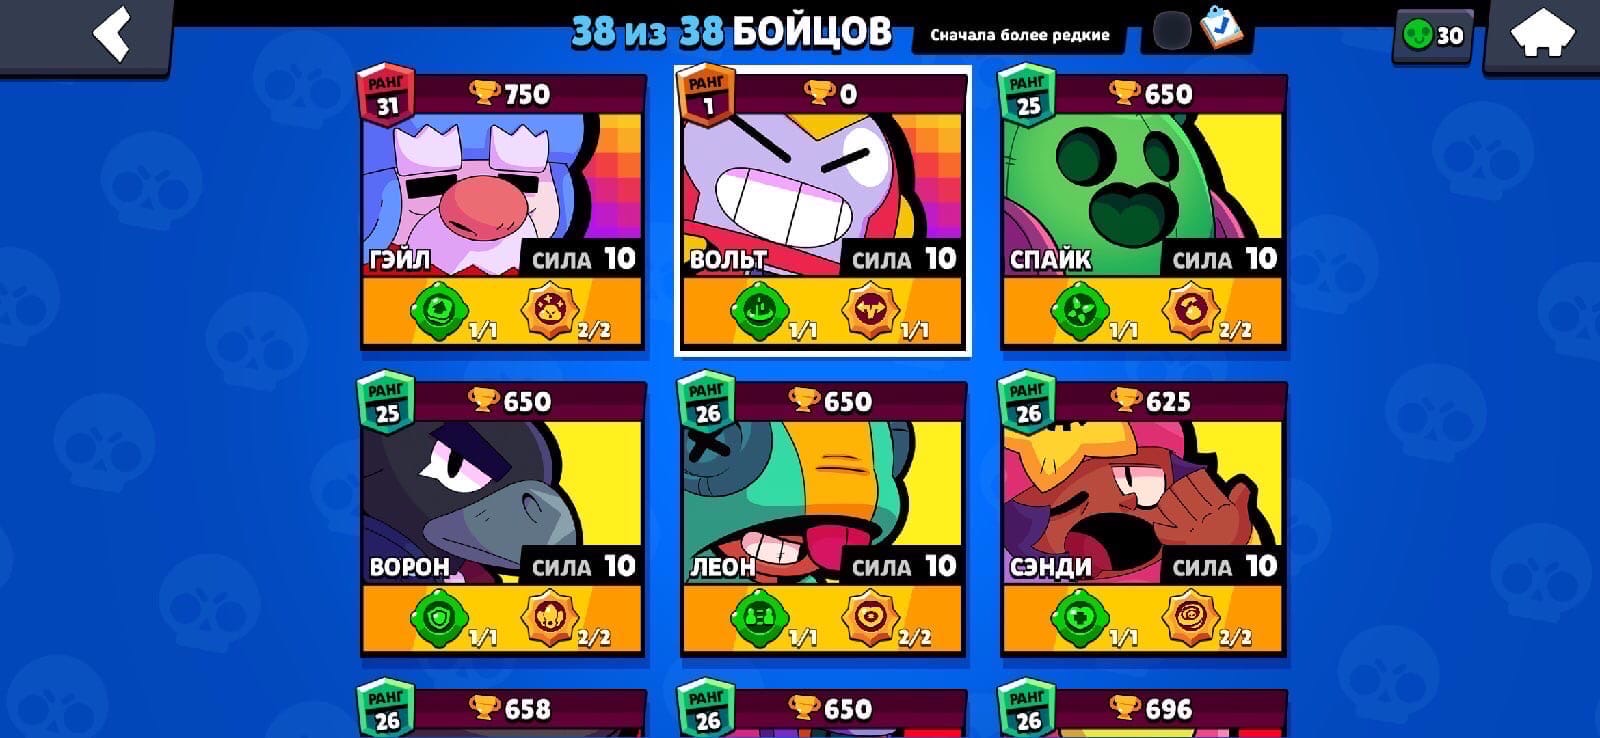 38 из 38 БОЙЦОВ
Сначала более редкие
30
РАНГ
31
750
ГЭЙЛ
СИЛА 10
1/1
2/2
РАНГ
1
0
ВОЛЬТ
СИЛА 10
1/1
1/1
РАНГ
25
650
СПАЙК
СИЛА 10
1/1
2/2
РАНГ
25
650
ВОРОН
СИЛА 10
1/1
2/2
РАНГ
26
650
ЛЕОН
СИЛА 10
1/1
2/2
РАНГ
26
625
СЭНДИ
СИЛА 10
1/1
2/2
РАНГ
26
658
РАНГ
26
650
РАНГ
26
696